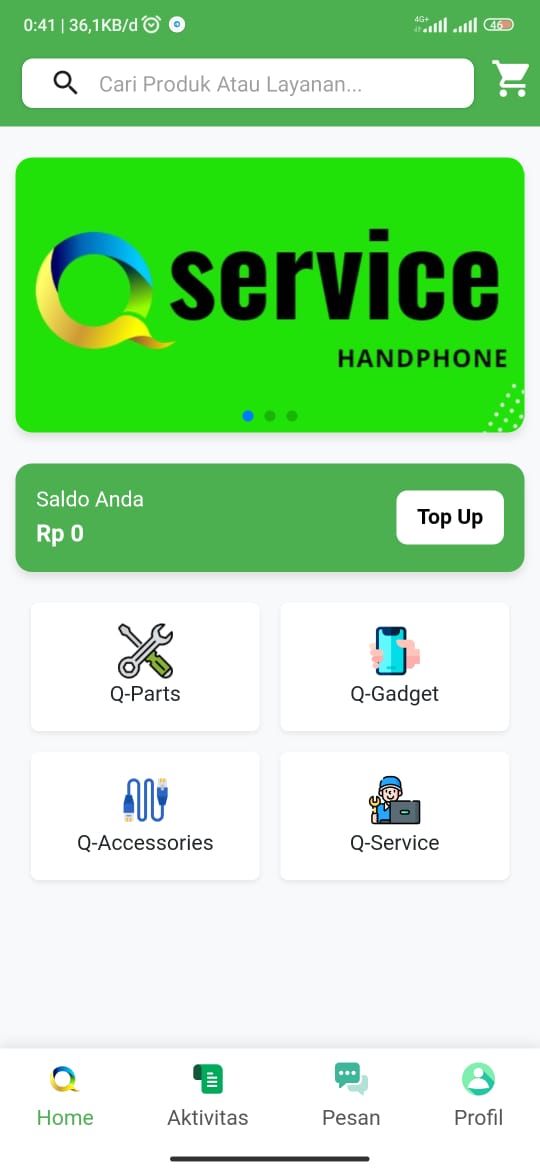 0:41 | 36,1KB/d 4G+ 46
Cari Produk Atau Layanan...
Q service
HANDPHONE
Saldo Anda
Rp 0
Top Up
Q-Parts
Q-Gadget
Q-Accessories
Q-Service
Home
Aktivitas
Pesan
Profil